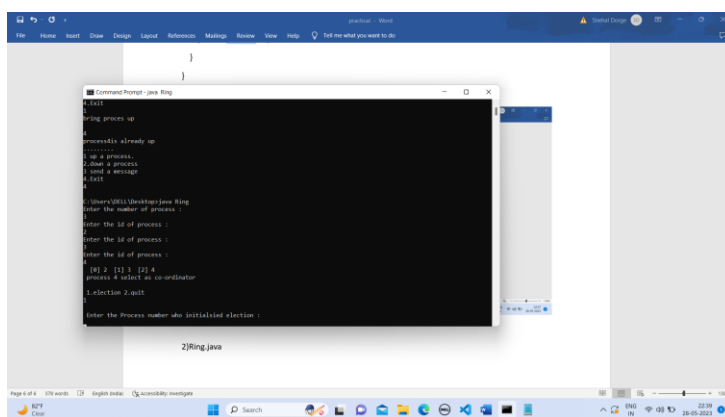 practical - Word
Snehal Dorge
File Home Insert Draw Design Layout References Mailings Review View Help Tell me what you want to do
}
}
Command Prompt - java Ring
4.Exit
1
bring proces up
4
process4is already up
.........
1 up a process.
2.down a process
3 send a message
4.Exit
4
C:\Users\DELL\Desktop>java Ring
Enter the number of process :
3
Enter the id of process :
2
Enter the id of process :
3
Enter the id of process :
4
[0] 2 [1] 3 [2] 4
process 4 select as co-ordinator
1.election 2.quit
1
Enter the Process number who initialsied election :
2)Ring.java
Page 6 of 6 579 words English (India) Accessibility: Investigate
82°F
Clear
Search
ENG
IN
22:39
28-05-2023